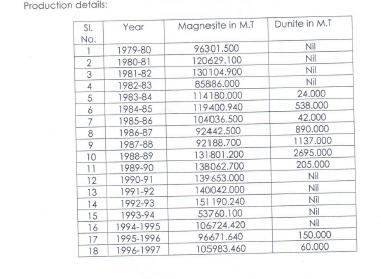 Production details:
Sl. No. Year Magnesite in M.T Dunite in M.T
1 1979-80 96301.500 Nil
2 1980-81 120629.100 Nil
3 1981-82 130104.900 Nil
4 1982-83 85886.000 Nil
5 1983-84 114180.000 24.000
6 1984-85 119400.940 538.000
7 1985-86 104036.500 42.000
8 1986-87 92442.500 890.000
9 1987-88 92188.700 1137.000
10 1988-89 131801.200 2695.000
11 1989-90 138062.700 205.000
12 1990-91 139653.000 Nil
13 1991-92 140042.000 Nil
14 1992-93 151190.240 Nil
15 1993-94 53760.100 Nil
16 1994-1995 106724.420 Nil
17 1995-1996 96671.640 150.000
18 1996-1997 105983.460 60.000